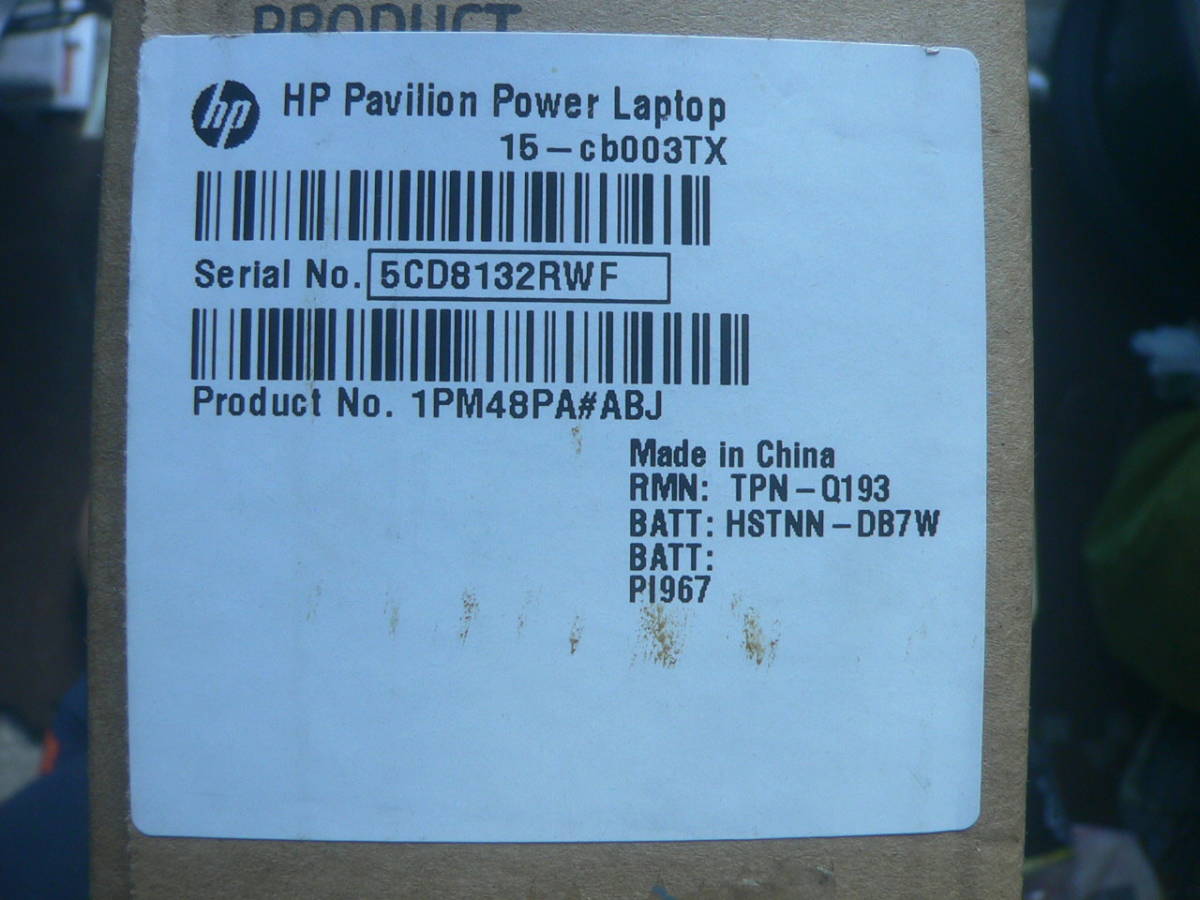 PRODUCT
hp HP Pavilion Power Laptop
15-cb003TX
Serial No. 5CD8132RWF
Product No. 1PM48PA#ABJ
Made in China
RMN: TPN-Q193
BATT: HSTNN-DB7W
BATT:
PI967